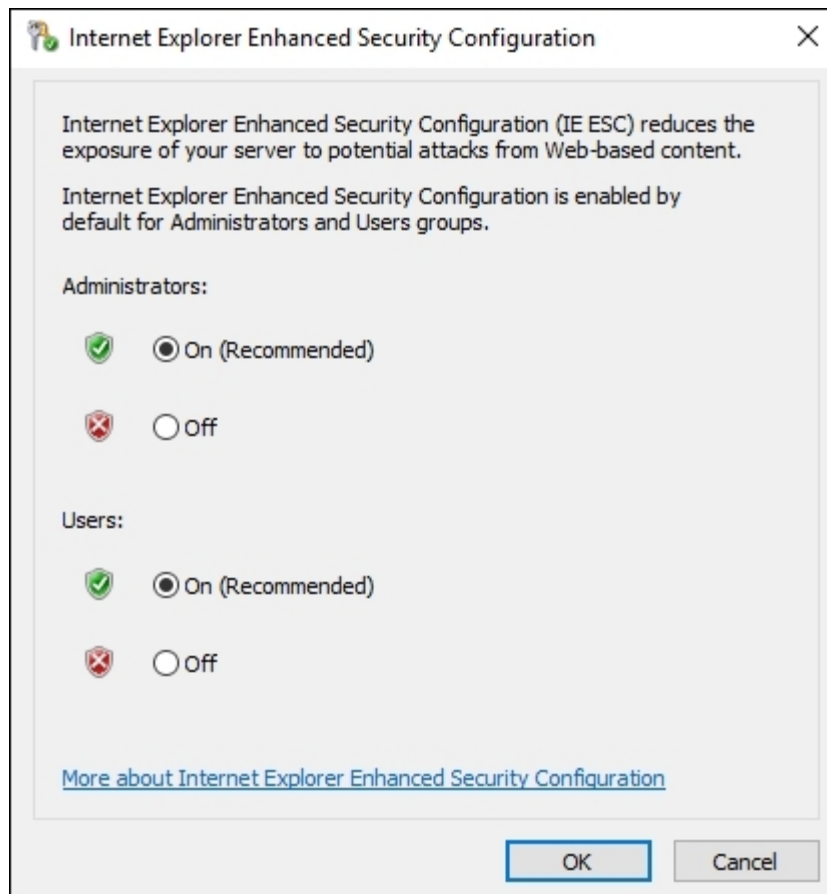 Internet Explorer Enhanced Security Configuration
Internet Explorer Enhanced Security Configuration (IE ESC) reduces the
exposure of your server to potential attacks from Web-based content.
Internet Explorer Enhanced Security Configuration is enabled by
default for Administrators and Users groups.
Administrators:
On (Recommended)
Off
Users:
On (Recommended)
Off
More about Internet Explorer Enhanced Security Configuration
OK
Cancel